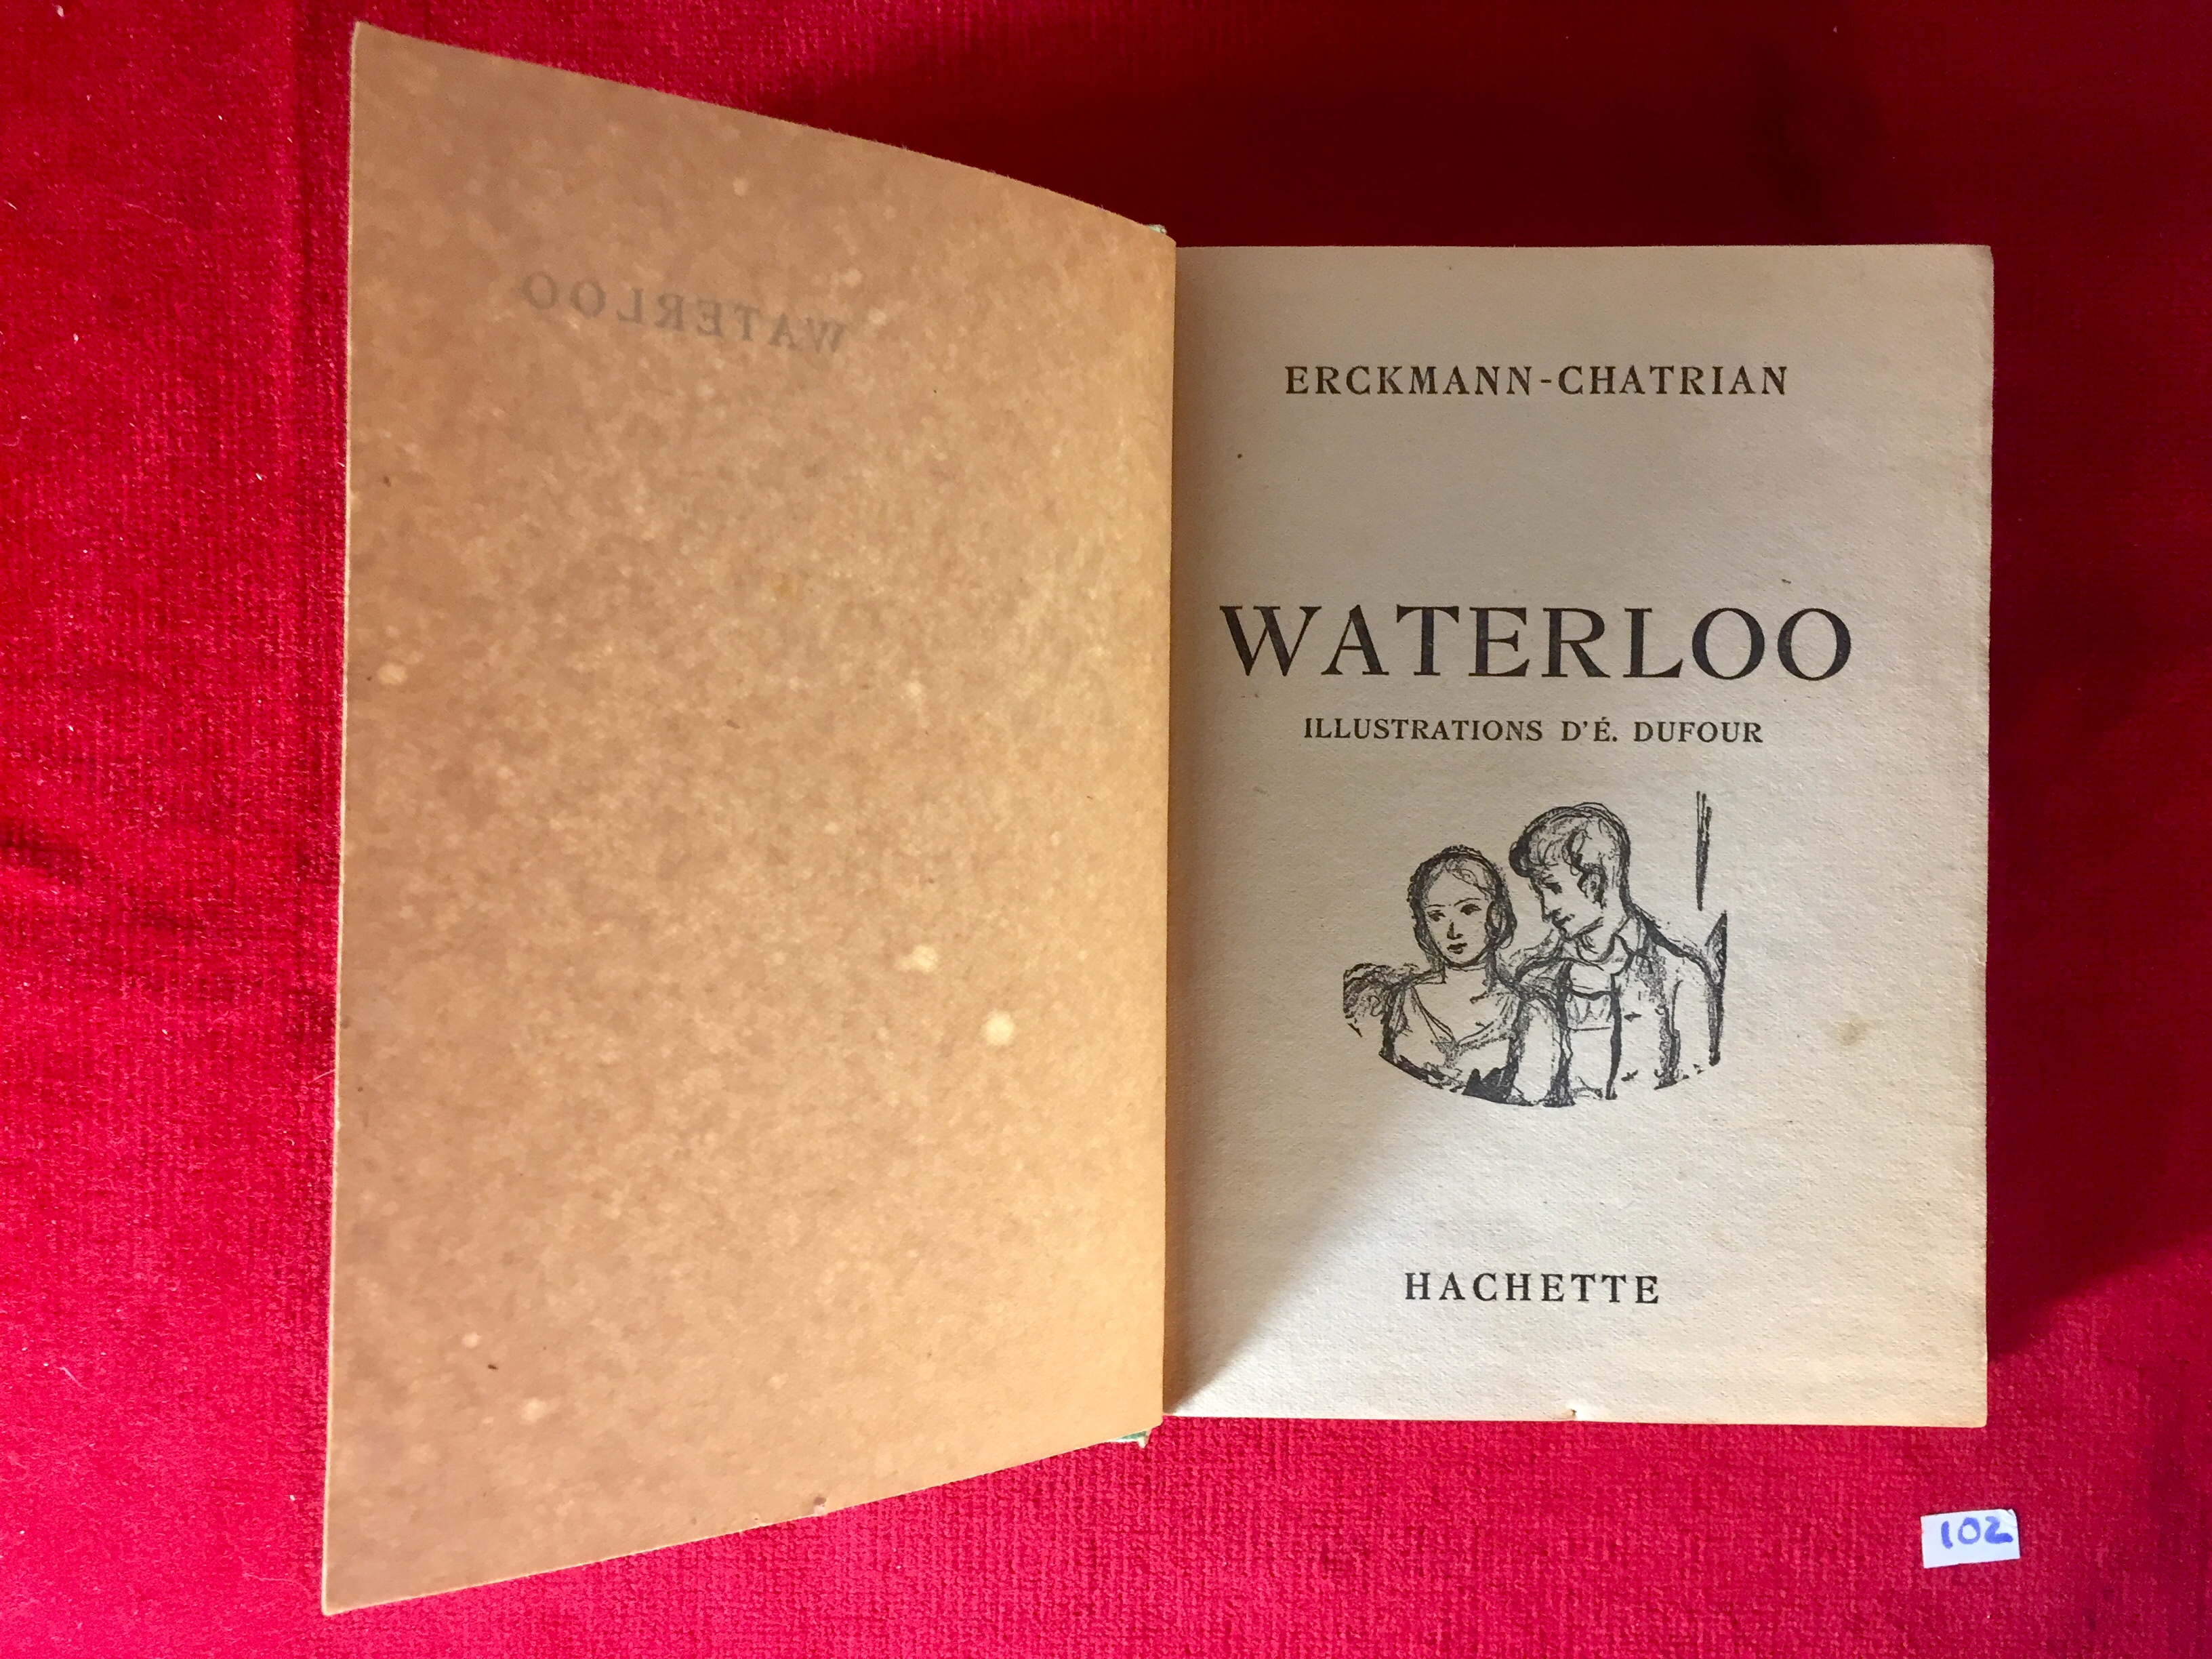 WATERLOO
ERCKMANN-CHATRIAN
WATERLOO
ILLUSTRATIONS D'É. DUFOUR
HACHETTE
102